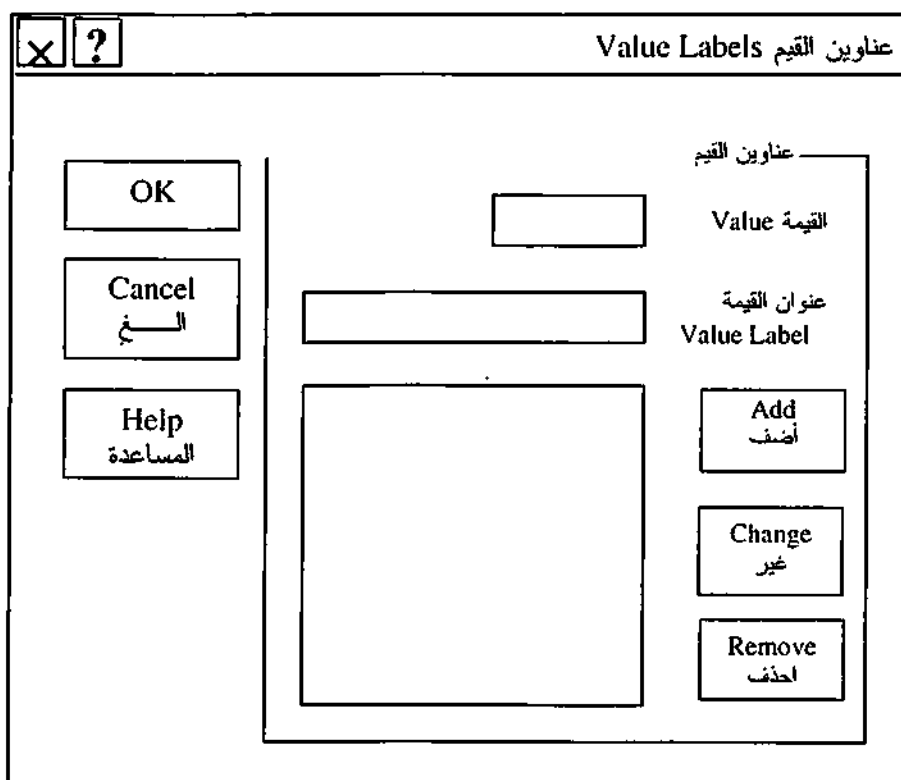 عناوين القيم Value Labels
? X
عناوين القيم
القيمة Value
عنوان القيمة
Value Label
Add
أضف
Change
غير
Remove
احذف
OK
Cancel
الـــــغ
Help
المساعدة